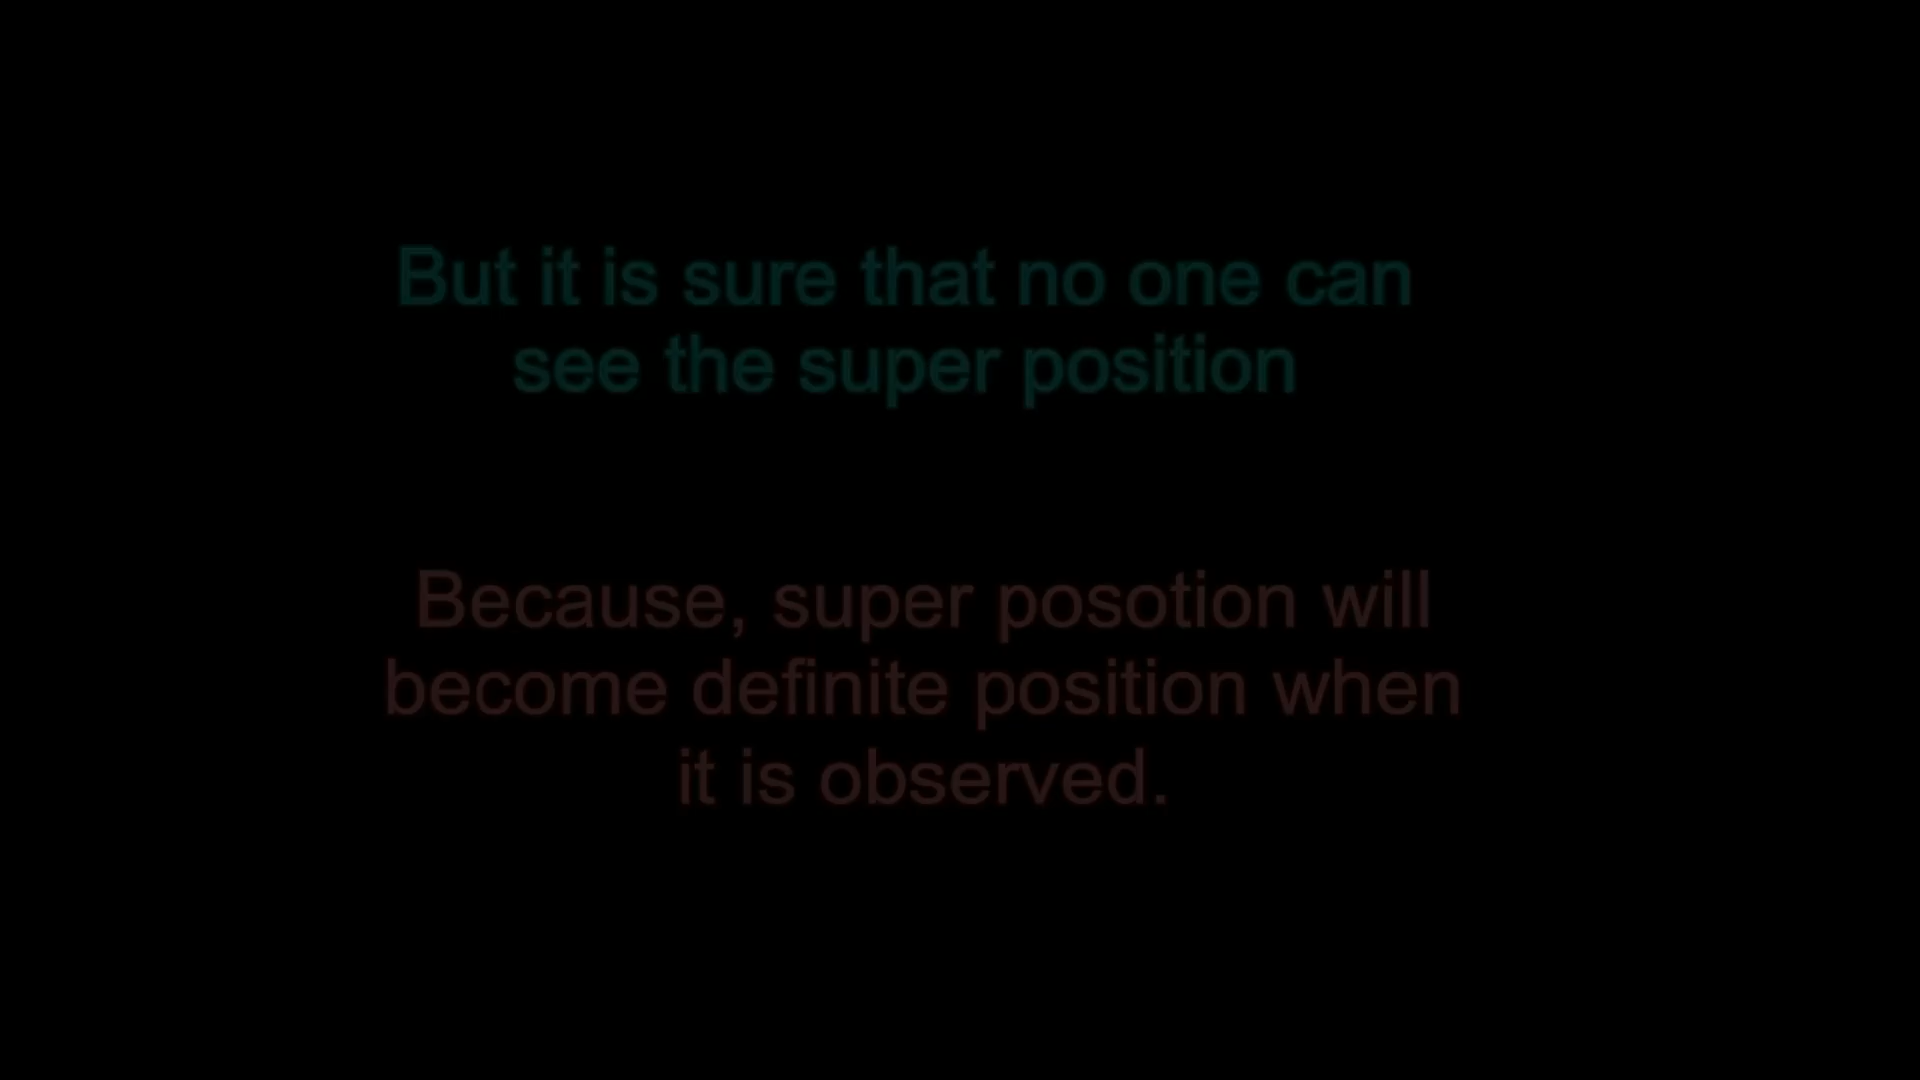 But it is sure that no one can
see the super position
Because, super posotion will
become definite position when
it is observed.